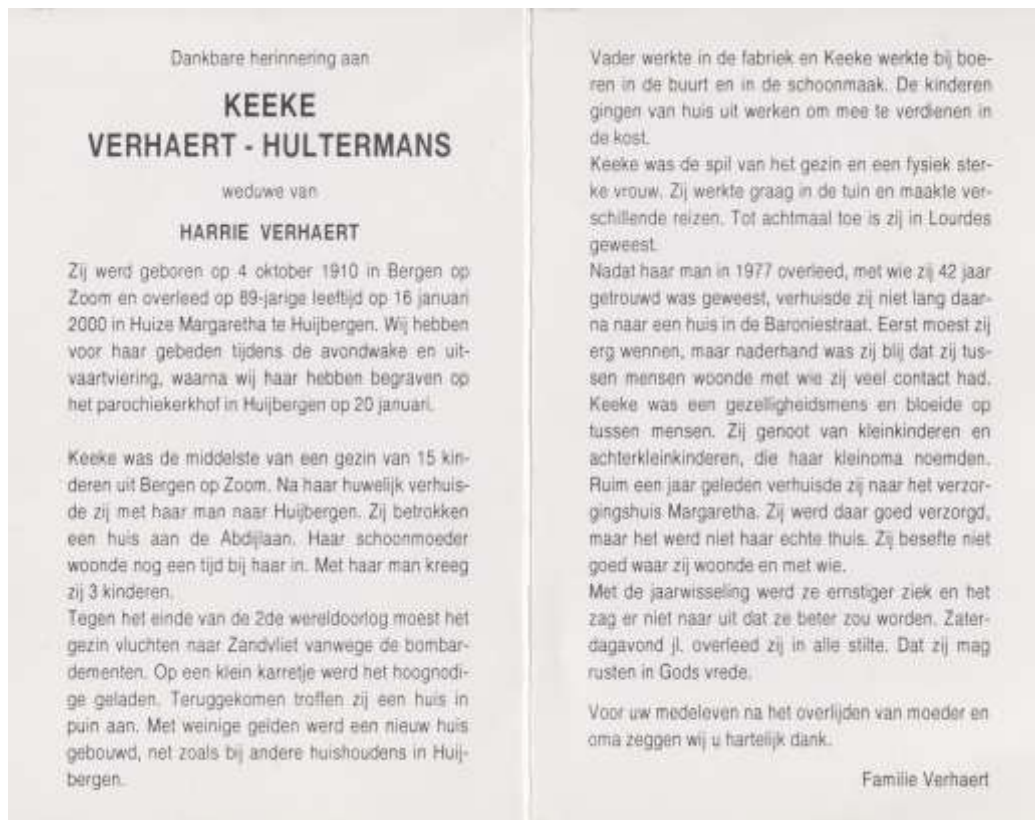 Dankbare herinnering aan
KEEKE
VERHAERT - HULTERMANS
weduwe van
HARRIE VERHAERT
Zij werd geboren op 4 oktober 1910 in Bergen op
Zoom en overleed op 89-jarige leeftijd op 16 januari
2000 in Huize Margaretha te Huijbergen. Wij hebben
voor haar gebeden tijdens de avondwake en uit-
vaartviering, waarna wij haar hebben begraven op
het parochiekerkhof in Huijbergen op 20 januari.
Keeke was de middelste van een gezin van 15 kin-
deren uit Bergen op Zoom. Na haar huwelijk verhuis-
de zij met haar man naar Huijbergen. Zij betrokken
een huis aan de Abdijlaan. Haar schoonmoeder
woonde nog een tijd bij haar in. Met haar man kreeg
zij 3 kinderen.
Tegen het einde van de 2de wereldoorlog moest het
gezin vluchten naar Zandvliet vanwege de bombar-
dementen. Op een klein karretje werd het hoognodi-
ge geladen. Teruggekomen troffen zij een huis in
puin aan. Met weinige gelden werd een nieuw huis
gebouwd, net zoals bij andere huishoudens in Huij-
bergen.
Vader werkte in de fabriek en Keeke werkte bij boe-
ren in de buurt en in de schoonmaak. De kinderen
gingen van huis uit werken om mee te verdienen in
de kost.
Keeke was de spil van het gezin en een fysiek ster-
ke vrouw. Zij werkte graag in de tuin en maakte ver-
schillende reizen. Tot achtmaal toe is zij in Lourdes
geweest.
Nadat haar man in 1977 overleed, met wie zij 42 jaar
getrouwd was geweest, verhuisde zij niet lang daar-
na naar een huis in de Baroniestraat. Eerst moest zij
erg wennen, maar naderhand was zij blij dat zij tus-
sen mensen woonde met wie zij veel contact had.
Keeke was een gezelligheidsmens en bloeide op
tussen mensen. Zij genoot van kleinkinderen en
achterkleinkinderen, die haar kleinoma noemden.
Ruim een jaar geleden verhuisde zij naar het verzor-
gingshuis Margaretha. Zij werd daar goed verzorgd,
maar het werd niet haar echte thuis. Zij besefte niet
goed waar zij woonde en met wie.
Met de jaarwisseling werd ze ernstiger ziek en het
zag er niet naar uit dat ze beter zou worden. Zater-
dagavond jl. overleed zij in alle stilte. Dat zij mag
rusten in Gods vrede.
Voor uw medeleven na het overlijden van moeder en
oma zeggen wij u hartelijk dank.
Familie Verhaert